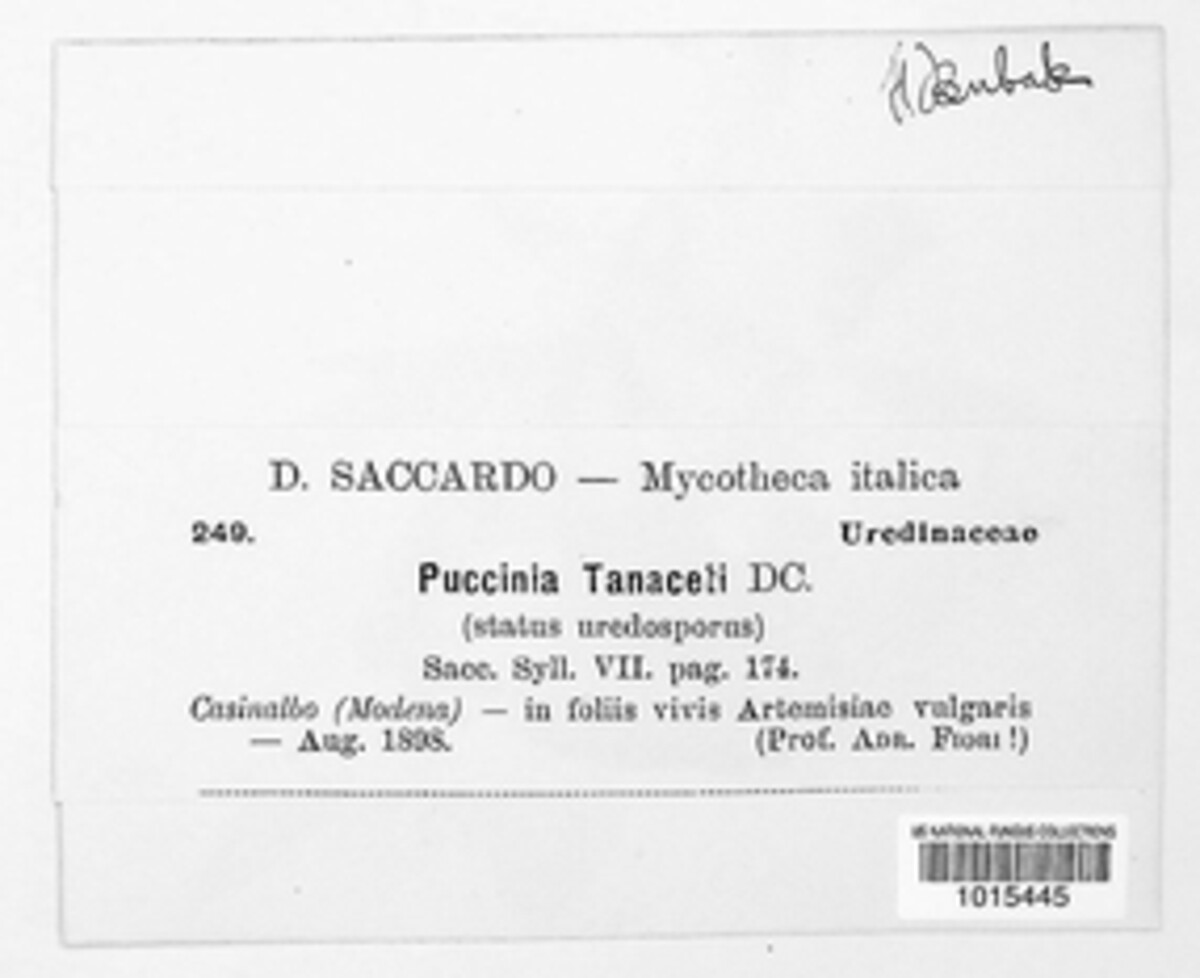 D. SACCARDO — Mycotheca italica
249. Uredinaceae
Puccinia Tanaceti DC.
(status uredosporus)
Sacc. Syll. VII. pag. 174.
Casinalbo (Modena) — in foliis vivis Artemisiae vulgaris
— Aug. 1898. (Prof. ADR. FIORI!)
US NATIONAL FUNGUS COLLECTIONS
1015445